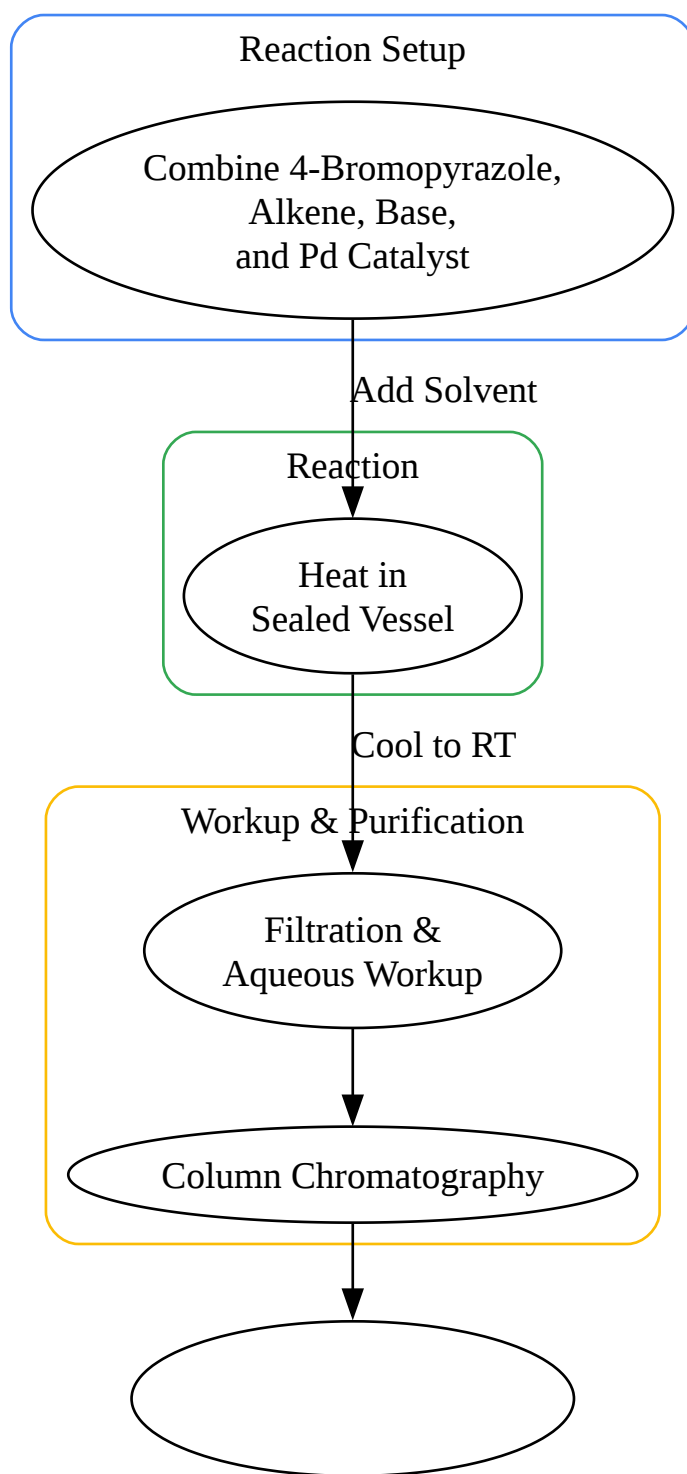 Reaction Setup
Combine 4-Bromopyrazole,
Alkene, Base,
and Pd Catalyst
Add Solvent
Reaction
Heat in
Sealed Vessel
Cool to RT
Workup & Purification
Filtration &
Aqueous Workup
Column Chromatography